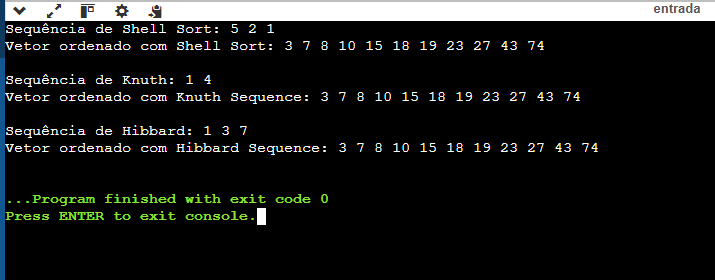 entrada
Sequência de Shell Sort: 5 2 1
Vetor ordenado com Shell Sort: 3 7 8 10 15 18 19 23 27 43 74
Sequência de Knuth: 1 4
Vetor ordenado com Knuth Sequence: 3 7 8 10 15 18 19 23 27 43 74
Sequência de Hibbard: 1 3 7
Vetor ordenado com Hibbard Sequence: 3 7 8 10 15 18 19 23 27 43 74
...Program finished with exit code 0
Press ENTER to exit console.